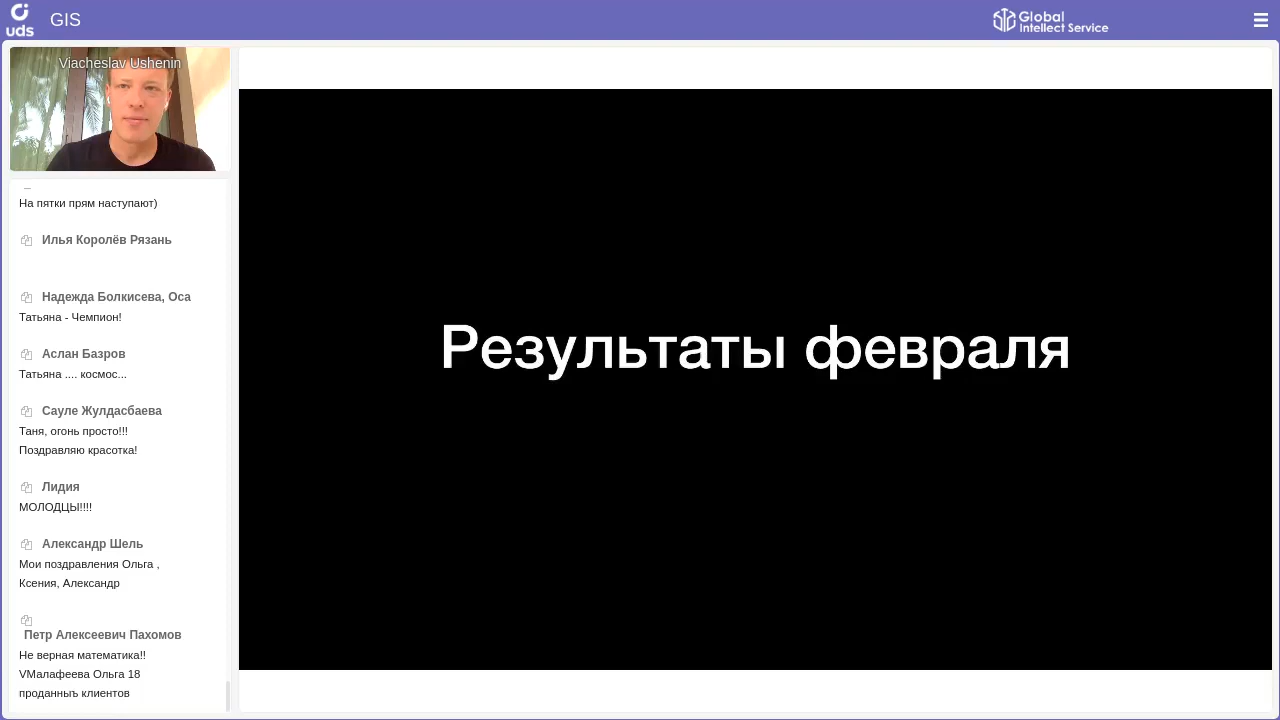 uds
GIS
Global
Intellect Service
Viacheslav Ushenin
На пятки прям наступают)
Илья Королёв Рязань
Надежда Болкисева, Оса
Татьяна - Чемпион!
Аслан Базров
Татьяна .... космос...
Сауле Жулдасбаева
Таня, огонь просто!!!
Поздравляю красотка!
Лидия
МОЛОДЦЫ!!!!
Александр Шель
Мои поздравления Ольга ,
Ксения, Александр
Петр Алексеевич Пахомов
Не верная математика!!
VМалафеева Ольга 18
проданныъ клиентов
Результаты февраля